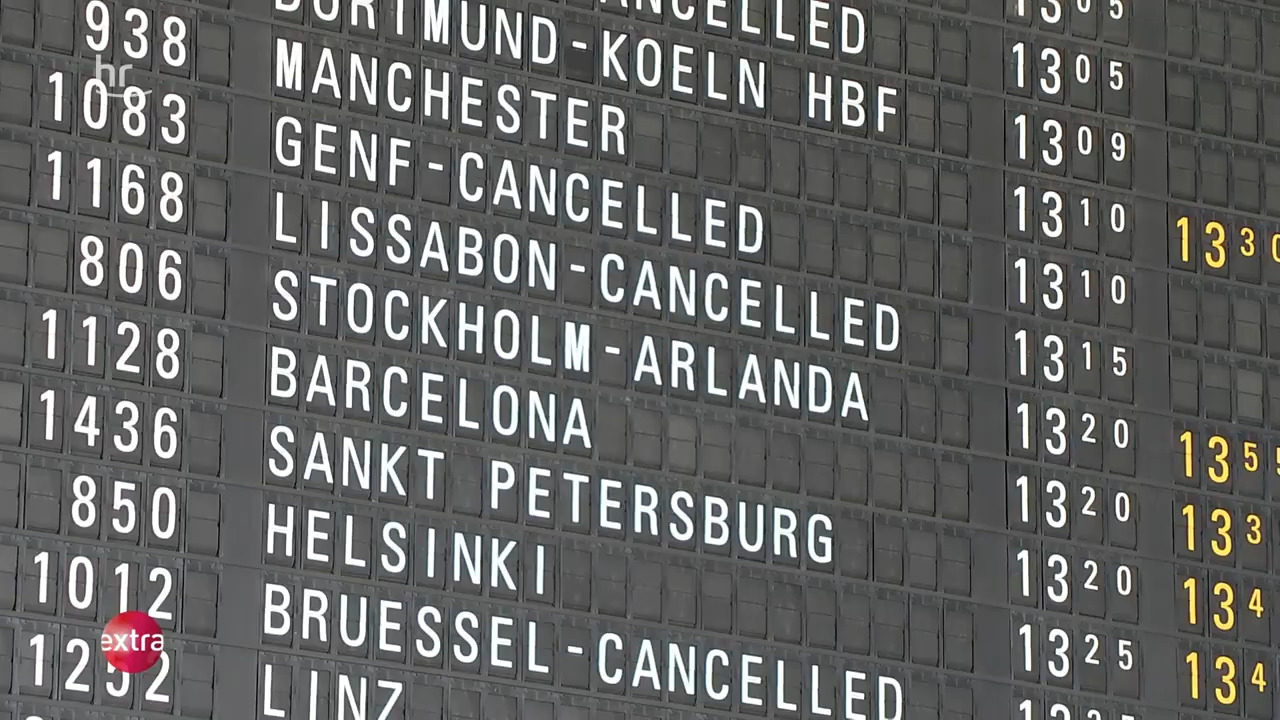 1305
ANCELLED 1305
DORTMUND-KOELN HBF 1309
938 MANCHESTER 1310 1330
1083 GENF-CANCELLED 1310
1168 LISSABON-CANCELLED 1315
806 STOCKHOLM-ARLANDA 1320 1355
1128 BARCELONA 1320 133
1436 SANKT PETERSBURG 1320 134
850 HELSINKI 1325 134
1012 BRUESSEL-CANCELLED
1252 LINZ
hr
extra